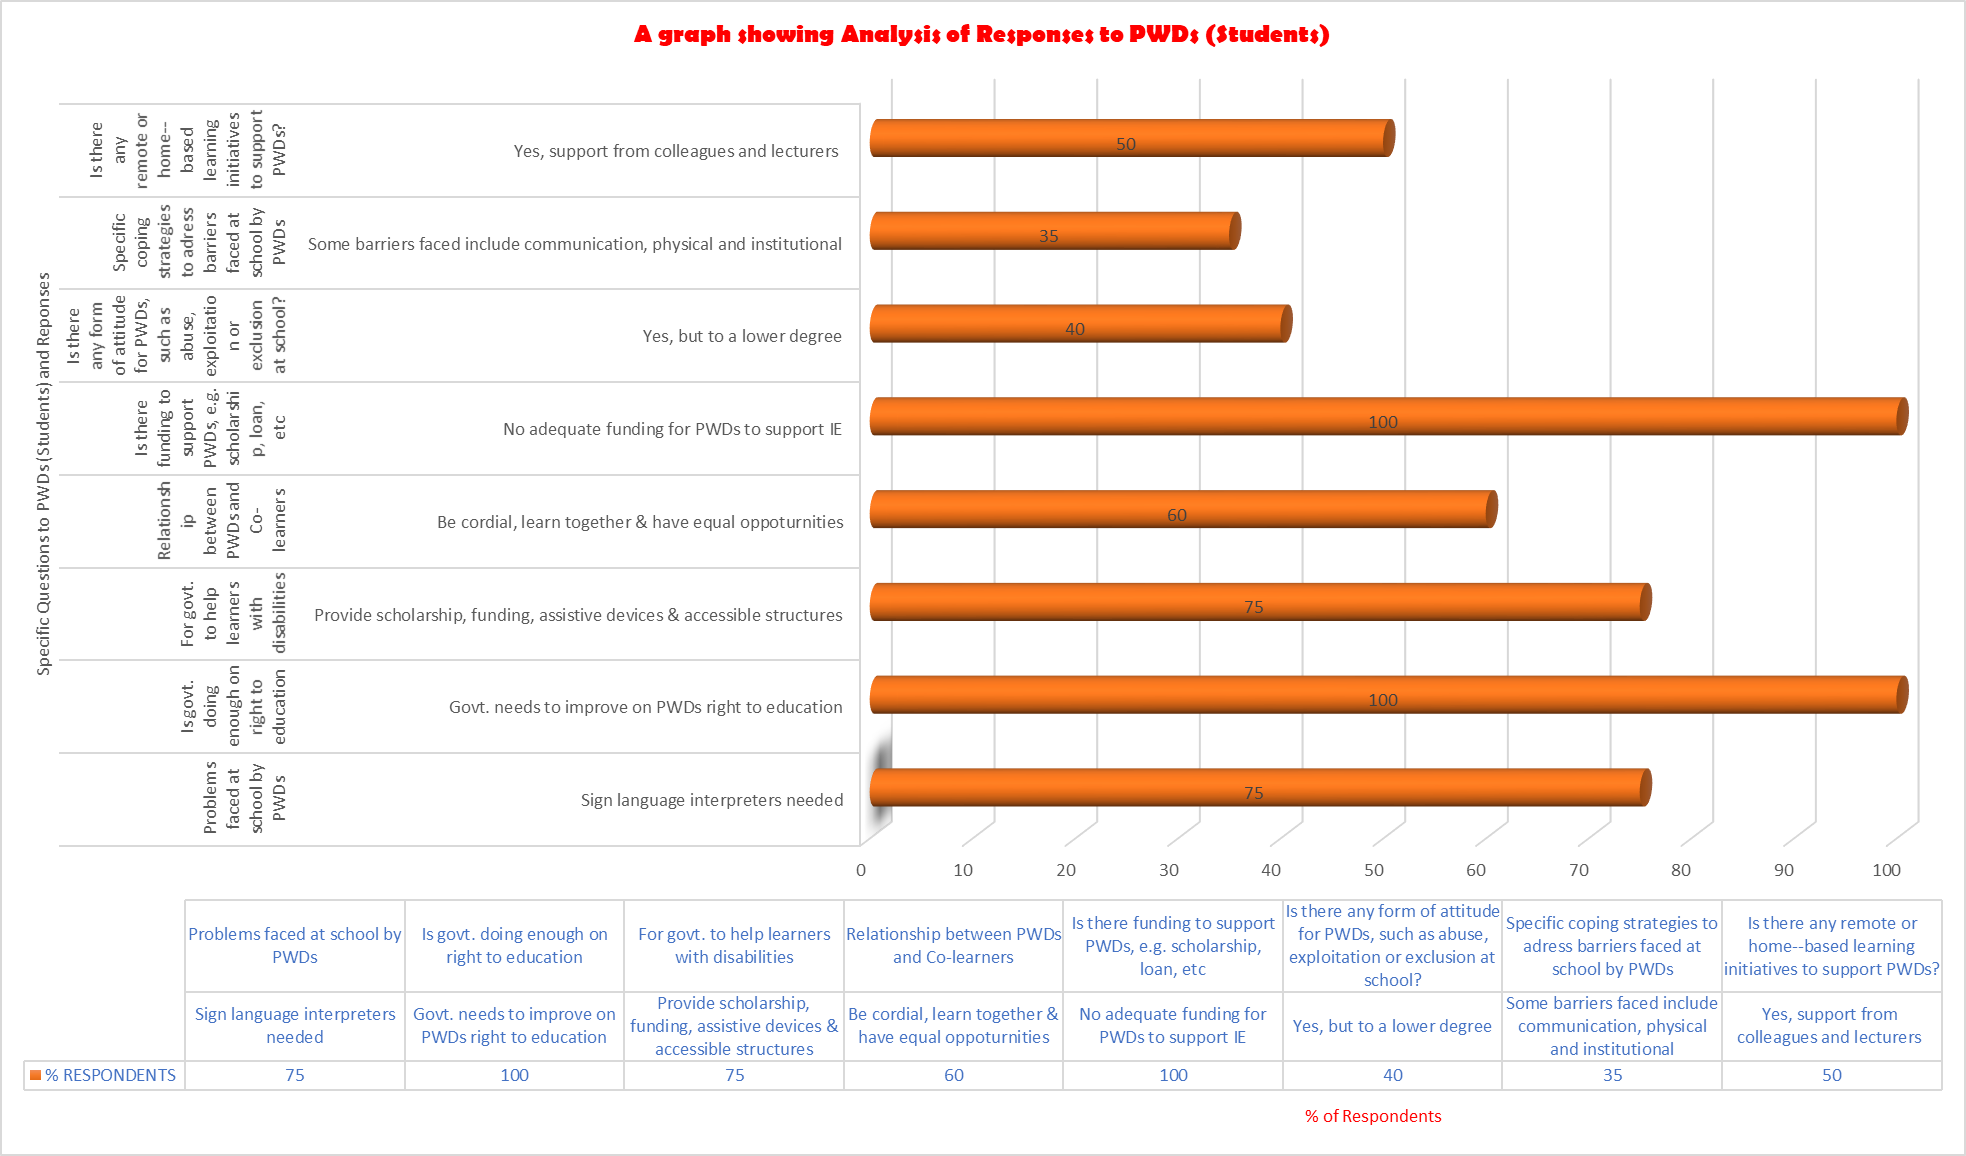 A graph showing Analysis of Responses to PWDs (Students)
Specific Questions to PWDs (Students) and Reponses
Is there
any
remote or
home--
based
learning
initiatives
to support
PWDs?
Yes, support from colleagues and lecturers
50
Specific
coping
strategies
to adress
barriers
faced at
school by
PWDs
Some barriers faced include communication, physical and institutional
35
Is there
any form
of attitude
for PWDs,
such as
abuse,
exploitatio
n or
exclusion
at school?
Yes, but to a lower degree
40
Is there
funding to
support
PWDs, e.g.
scholarshi
p, loan,
etc
No adequate funding for PWDs to support IE
100
Relationsh
ip
between
PWDs and
Co-
learners
Be cordial, learn together & have equal oppoturnities
60
For govt.
to help
learners
with
disabilities
Provide scholarship, funding, assistive devices & accessible structures
75
Is govt.
doing
enough on
right to
education
Govt. needs to improve on PWDs right to education
100
Problems
faced at
school by
PWDs
Sign language interpreters needed
75
0 10 20 30 40 50 60 70 80 90 100
Problems faced at school by
PWDs
Is govt. doing enough on
right to education
For govt. to help learners
with disabilities
Relationship between PWDs
and Co-learners
Is there funding to support
PWDs, e.g. scholarship,
loan, etc
Is there any form of attitude
for PWDs, such as abuse,
exploitation or exclusion at
school?
Specific coping strategies to
adress barriers faced at
school by PWDs
Is there any remote or
home--based learning
initiatives to support PWDs?
Sign language interpreters
needed
Govt. needs to improve on
PWDs right to education
Provide scholarship,
funding, assistive devices &
accessible structures
Be cordial, learn together &
have equal oppoturnities
No adequate funding for
PWDs to support IE
Yes, but to a lower degree
Some barriers faced include
communication, physical
and institutional
Yes, support from
colleagues and lecturers
% RESPONDENTS 75 100 75 60 100 40 35 50
% of Respondents